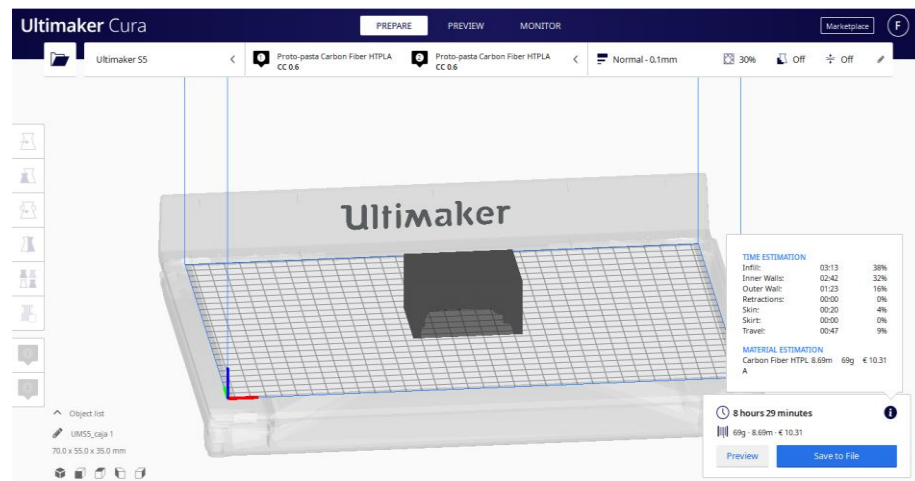 Ultimaker Cura
PREPARE
PREVIEW
MONITOR
Marketplace
F
Ultimaker S5
1
Proto-pasta Carbon Fiber HTPLA
CC 0.6
2
Proto-pasta Carbon Fiber HTPLA
CC 0.6
Normal - 0.1mm
30%
Off
Off
Ultimaker
TIME ESTIMATION
Infill: 03:13 38%
Inner Walls: 02:42 32%
Outer Wall: 01:23 16%
Retractions: 00:00 0%
Skin: 00:20 4%
Skirt: 00:00 0%
Travel: 00:47 9%
MATERIAL ESTIMATION
Carbon Fiber HTPL 8.69m 69g € 10.31
A
Object list
UMS5_caja 1
70.0 x 55.0 x 35.0 mm
8 hours 29 minutes
69g · 8.69m · € 10.31
Preview
Save to File